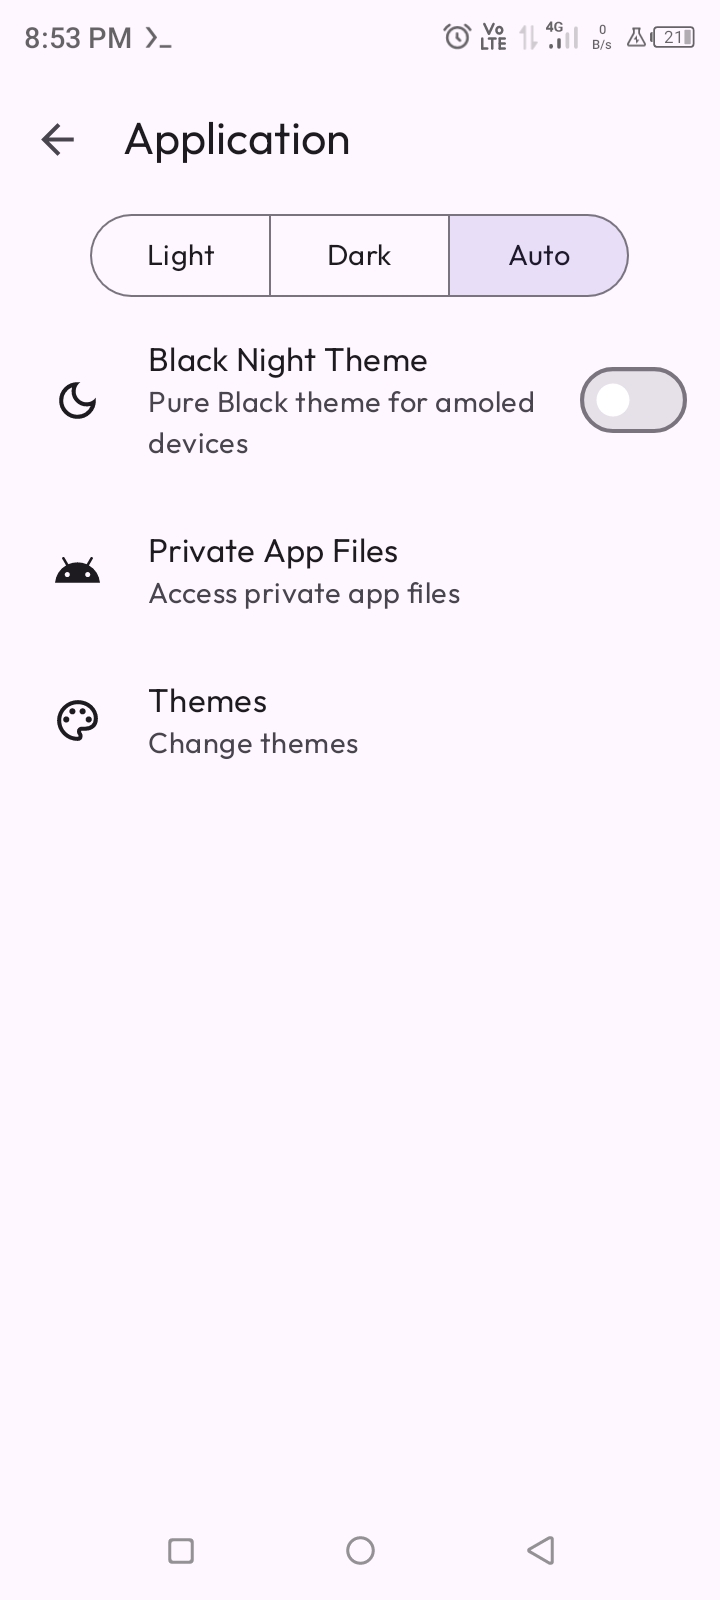 8:53 PM
Vo LTE 4G 0 B/s 21
Application
Light Dark Auto
Black Night Theme
Pure Black theme for amoled
devices
Private App Files
Access private app files
Themes
Change themes